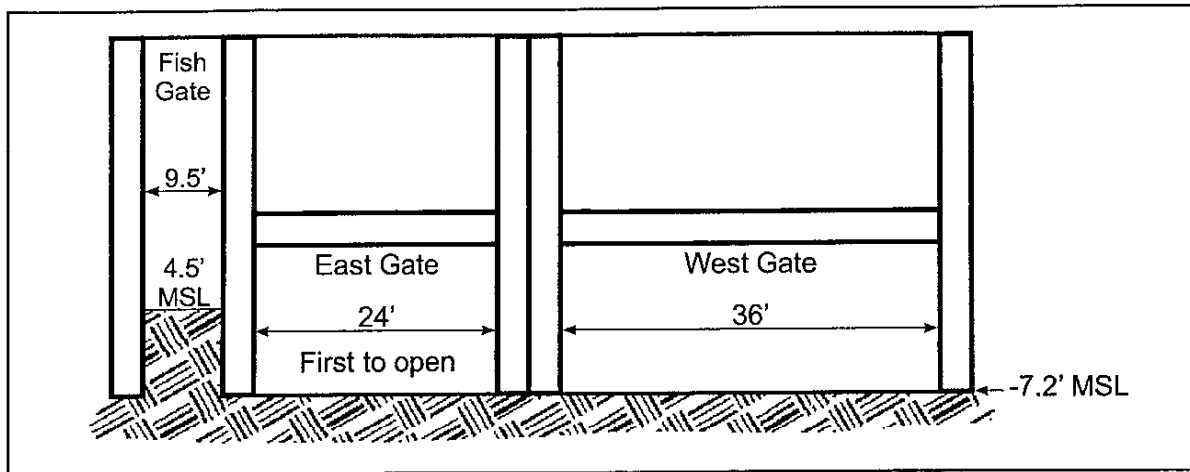 Fish
Gate
9.5'
4.5'
MSL
East Gate
24'
First to open
West Gate
36'
-7.2' MSL